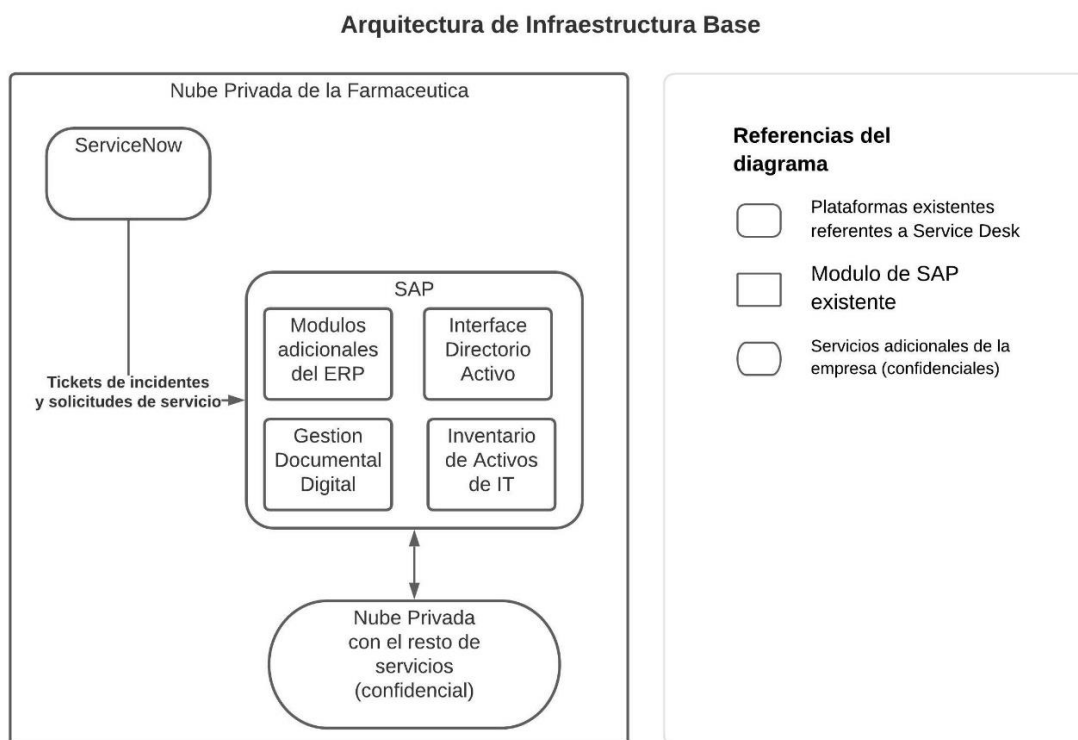 Arquitectura de Infraestructura Base
Nube Privada de la Farmaceutica
ServiceNow
Tickets de incidentes
y solicitudes de servicio
SAP
Modulos
adicionales
del ERP
Interface
Directorio
Activo
Gestion
Documental
Digital
Inventario
de Activos
de IT
Nube Privada
con el resto de
servicios
(confidencial)
Referencias del
diagrama
Plataformas existentes
referentes a Service Desk
Modulo de SAP
existente
Servicios adicionales de la
empresa (confidenciales)